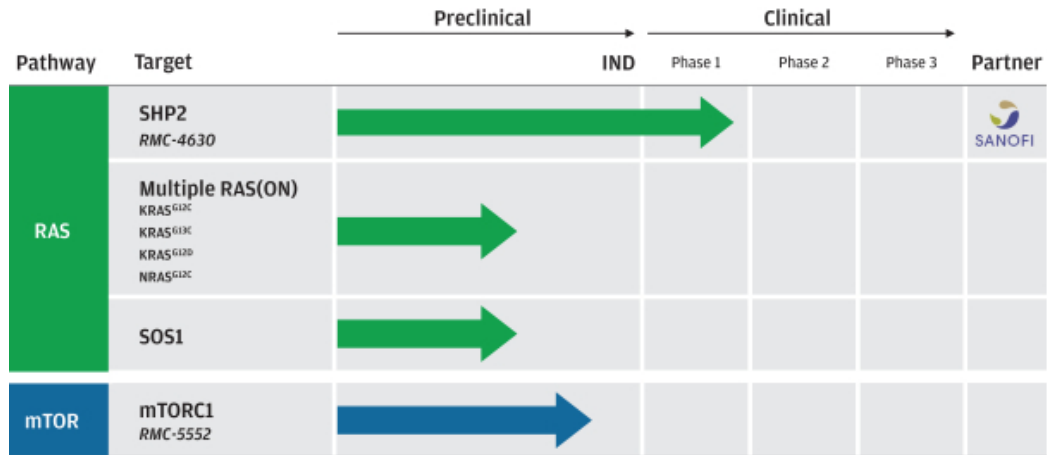 Preclinical Clinical
Pathway Target IND Phase 1 Phase 2 Phase 3 Partner
RAS
SHP2
RMC-4630
SANOFI
Multiple RAS(ON)
KRASG12C
KRASG13C
KRASG12D
NRASG12C
SOS1
mTOR
mTORC1
RMC-5552